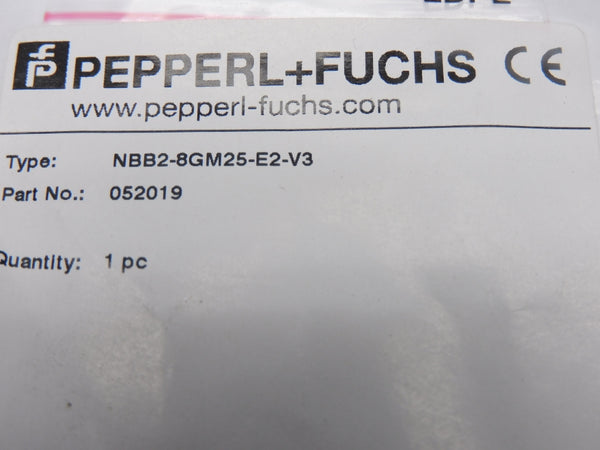 PEPPERL+FUCHS CE
www.pepperl-fuchs.com
Type: NBB2-8GM25-E2-V3
Part No.: 052019
Quantity: 1 pc